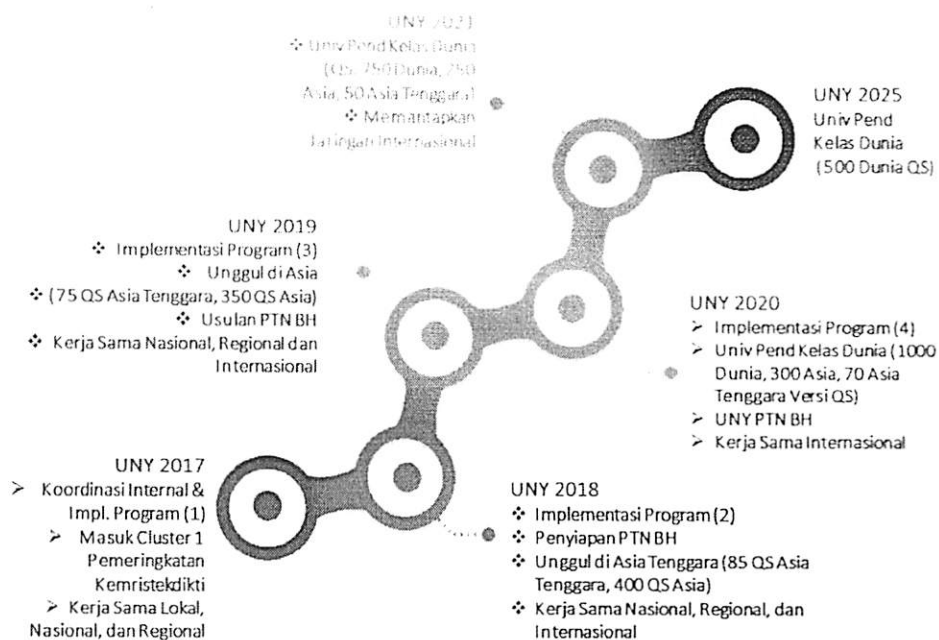 UNY 2021
❖ Univ Pend Kelas Dunia
(QS: 750 Dunia, 250
Asia, 50 Asia Tenggara)
❖ Memantapkan
Jaringan Internasional
UNY 2025
Univ Pend
Kelas Dunia
(500 Dunia QS)
UNY 2019
❖ Implementasi Program (3)
❖ Unggul di Asia
❖ (75 QS Asia Tenggara, 350 QS Asia)
❖ Usulan PTN BH
❖ Kerja Sama Nasional, Regional dan
Internasional
UNY 2020
➢ Implementasi Program (4)
➢ Univ Pend Kelas Dunia (1000
Dunia, 300 Asia, 70 Asia
Tenggara Versi QS)
➢ UNY PTN BH
➢ Kerja Sama Internasional
UNY 2017
➢ Koordinasi Internal &
Impl. Program (1)
➢ Masuk Cluster 1
Pemeringkatan
Kemristekdikti
➢ Kerja Sama Lokal,
Nasional, dan Regional
UNY 2018
❖ Implementasi Program (2)
❖ Penyiapan PTN BH
❖ Unggul di Asia Tenggara (85 QS Asia
Tenggara, 400 QS Asia)
❖ Kerja Sama Nasional, Regional, dan
Internasional